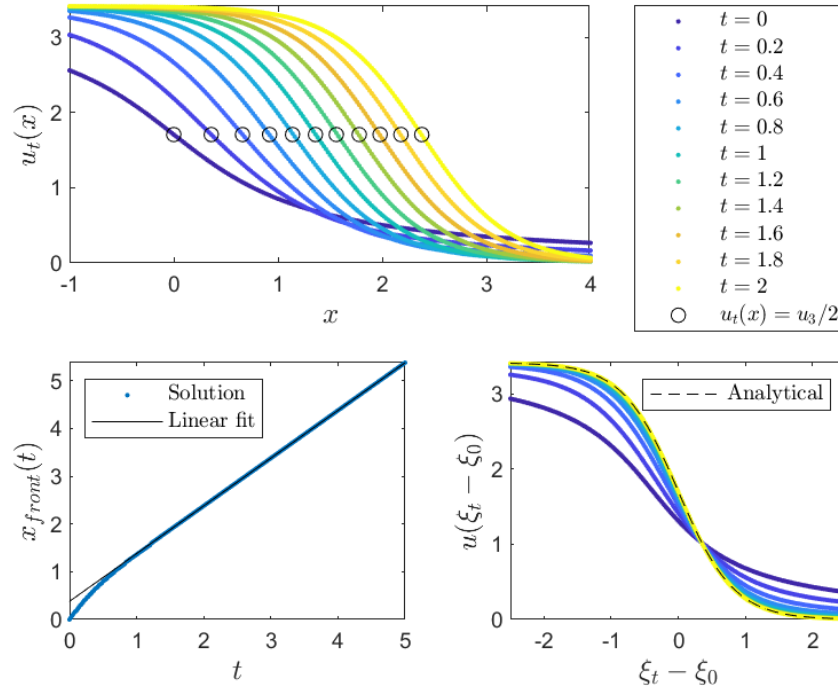 3
2
1
0
u_t(x)
-1 0 1 2 3 4
x
t = 0
t = 0.2
t = 0.4
t = 0.6
t = 0.8
t = 1
t = 1.2
t = 1.4
t = 1.6
t = 1.8
t = 2
u_t(x) = u_3/2
5
4
3
2
1
0
x_{front}(t)
Solution
Linear fit
0 1 2 3 4 5
t
3
2
1
0
u(ξ_t − ξ_0)
Analytical
-2 -1 0 1 2
ξ_t − ξ_0